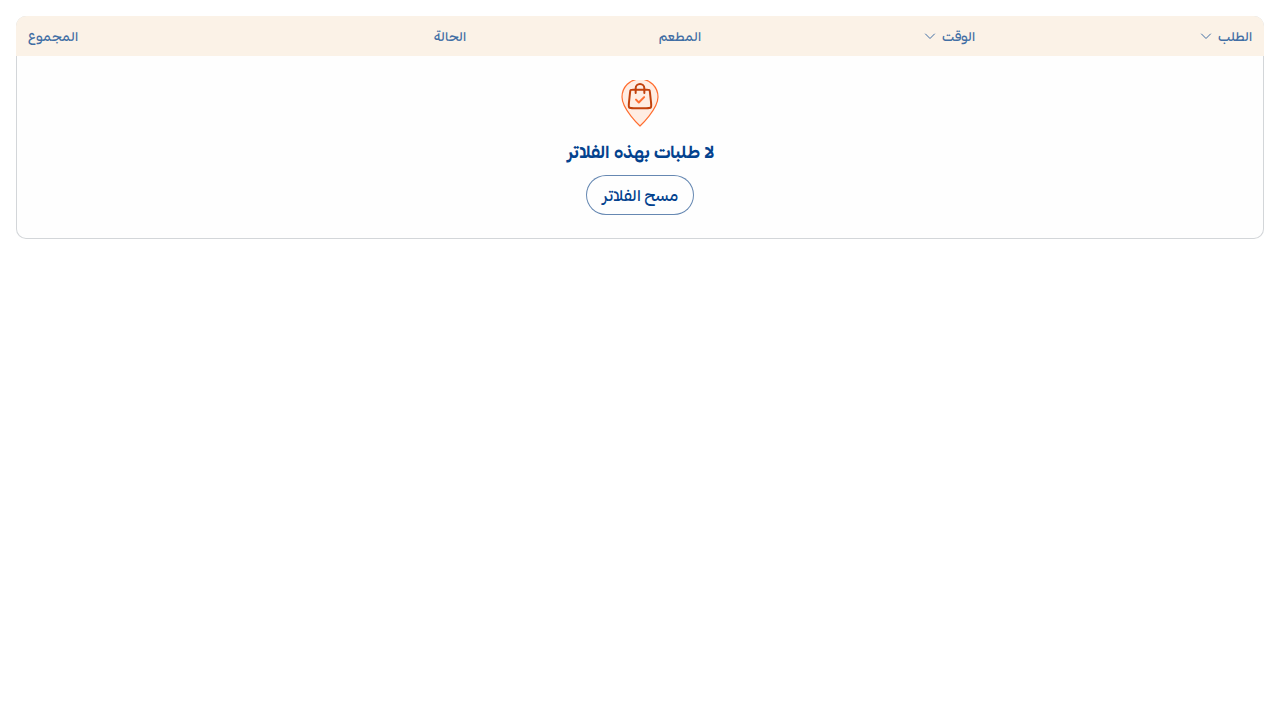 الطلب الوقت المطعم الحالة المجموع
لا طلبات بهذه الفلاتر
مسح الفلاتر